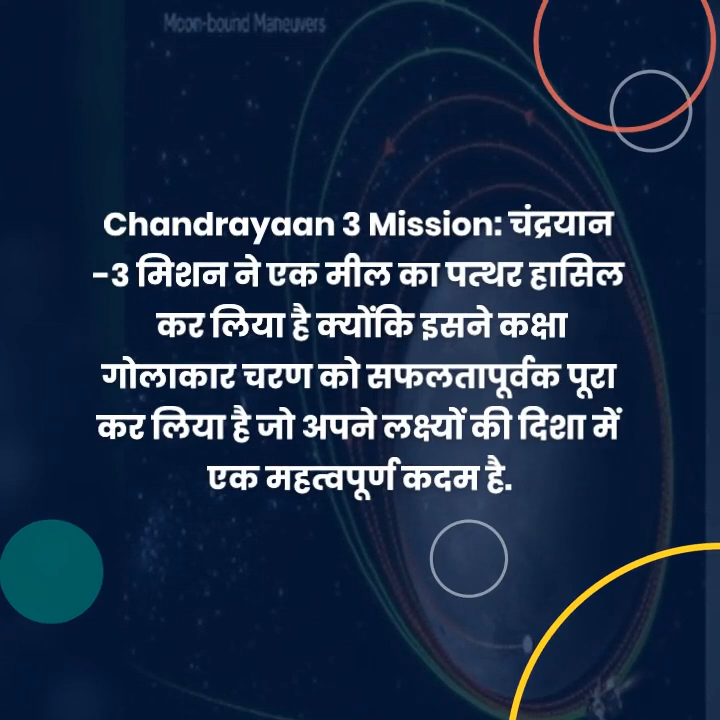 Moon-bound Maneuvers
Chandrayaan 3 Mission: चंद्रयान
-3 मिशन ने एक मील का पत्थर हासिल
कर लिया है क्योंकि इसने कक्षा
गोलाकार चरण को सफलतापूर्वक पूरा
कर लिया है जो अपने लक्ष्यों की दिशा में
एक महत्वपूर्ण कदम है.